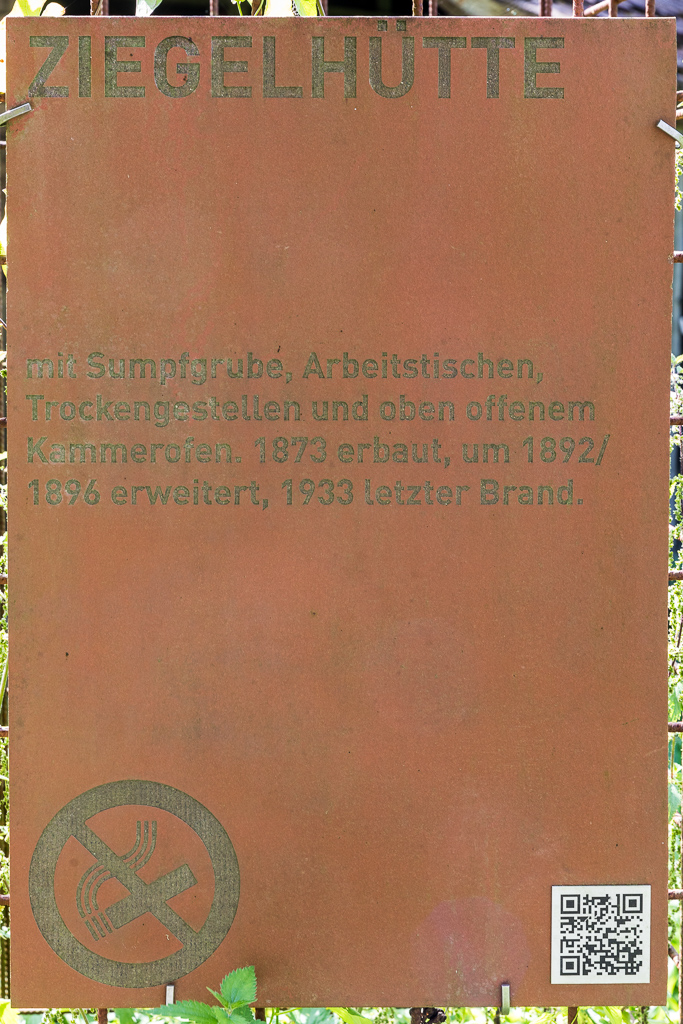 ZIEGELHÜTTE
mit Sumpfgrube, Arbeitstischen,
Trockengestellen und oben offenem
Kammerofen. 1873 erbaut, um 1892/
1896 erweitert, 1933 letzter Brand.